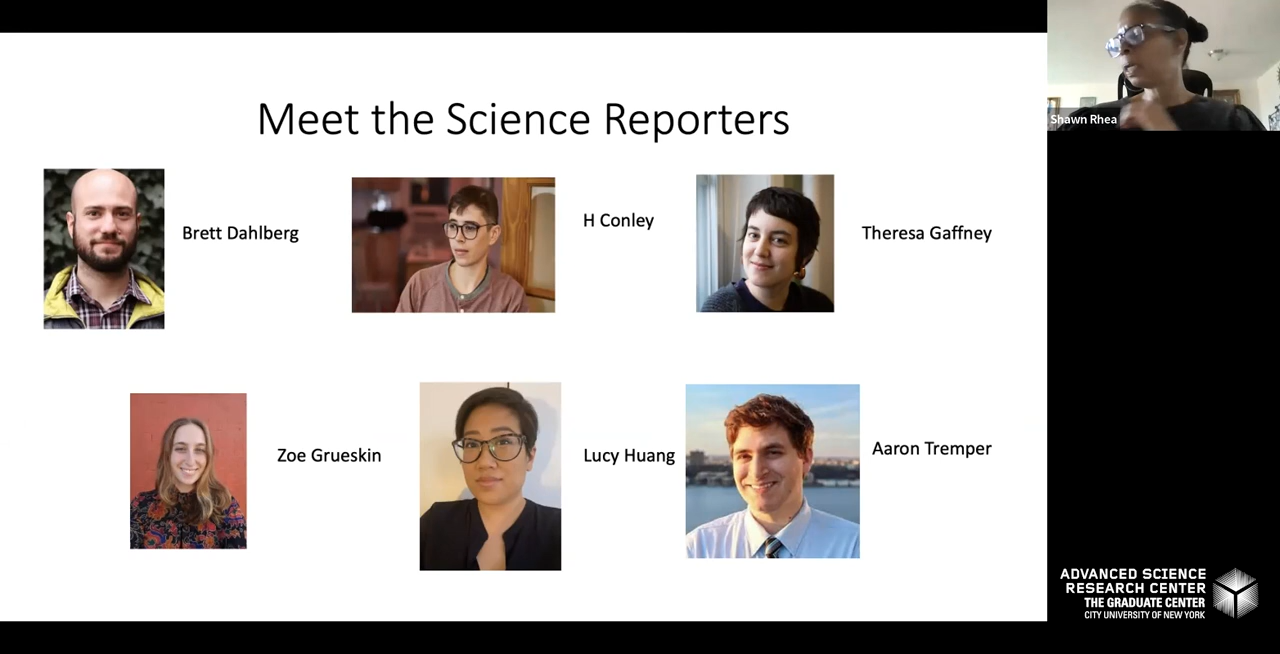 Meet the Science Reporters
Shawn Rhea
Brett Dahlberg
H Conley
Theresa Gaffney
Zoe Grueskin
Lucy Huang
Aaron Tremper
ADVANCED SCIENCE
RESEARCH CENTER
THE GRADUATE CENTER
CITY UNIVERSITY OF NEW YORK